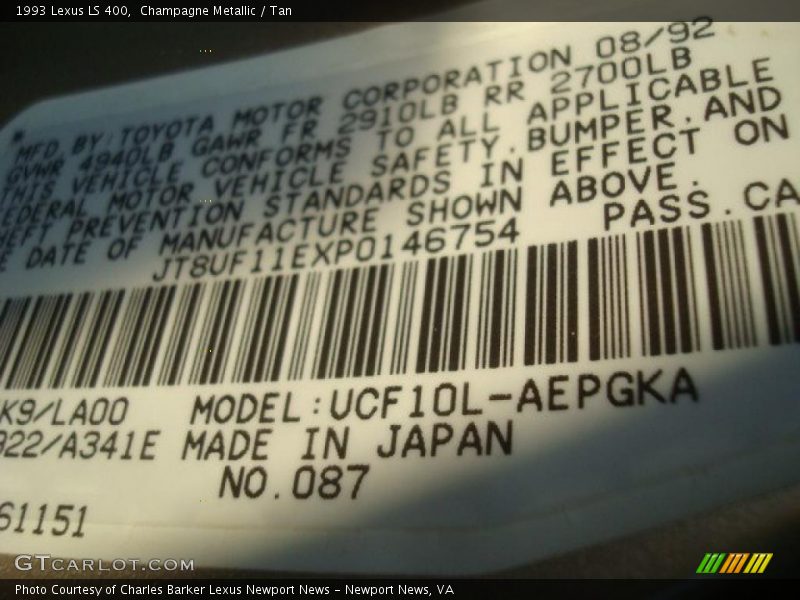 1993 Lexus LS 400, Champagne Metallic / Tan
MFD BY TOYOTA MOTOR CORPORATION 08/92
GVWR 4940LB GAWR FR 2910LB RR 2700LB
THIS VEHICLE CONFORMS TO ALL APPLICABLE
EDERAL MOTOR VEHICLE SAFETY.BUMPER.AND
HEFT PREVENTION STANDARDS IN EFFECT ON
E DATE OF MANUFACTURE SHOWN ABOVE.
JT8UF11EXP0146754 PASS.CA
K9/LA00 MODEL:UCF10L-AEPGKA
922/A341E MADE IN JAPAN
NO.087
61151
GTCARLOT.COM
Photo Courtesy of Charles Barker Lexus Newport News - Newport News, VA